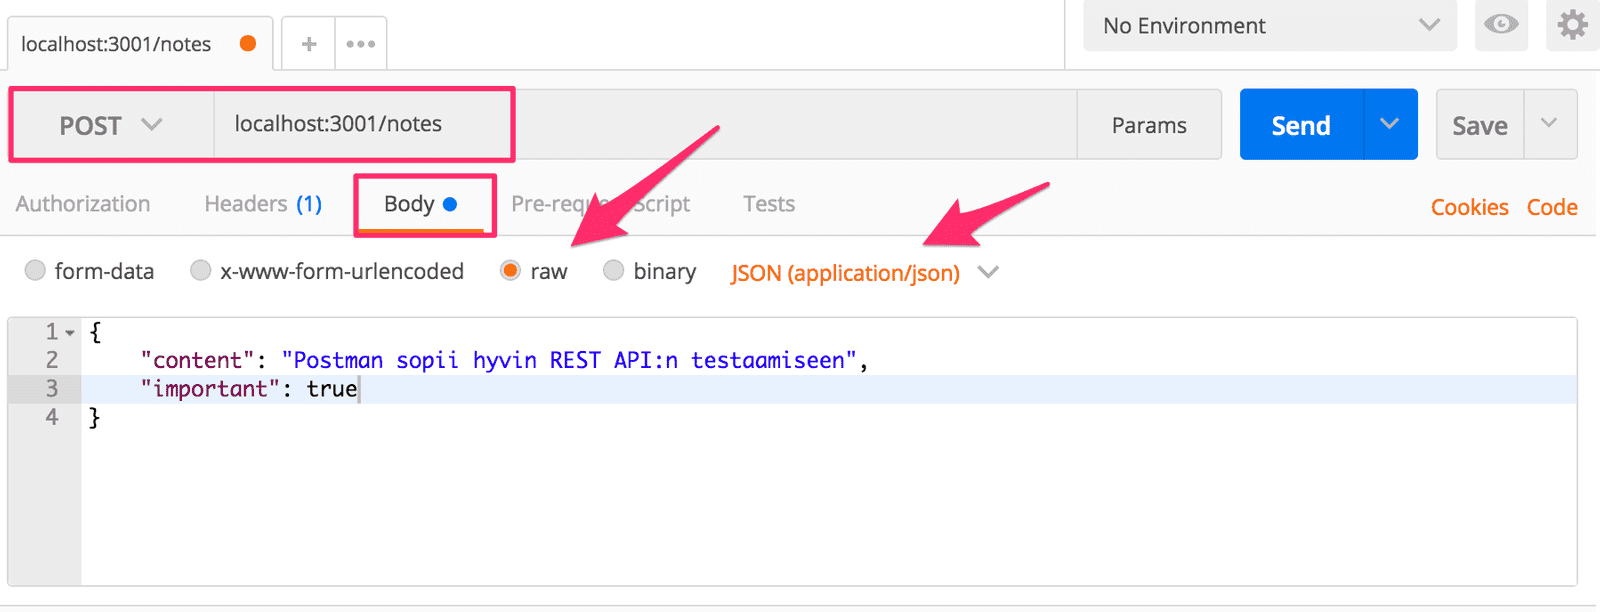 localhost:3001/notes
No Environment
POST localhost:3001/notes Params Send Save
Authorization Headers (1) Body Pre-requ Script Tests Cookies Code
form-data x-www-form-urlencoded raw binary JSON (application/json)
1 {
2 "content": "Postman sopii hyvin REST API:n testaamiseen",
3 "important": true
4 }